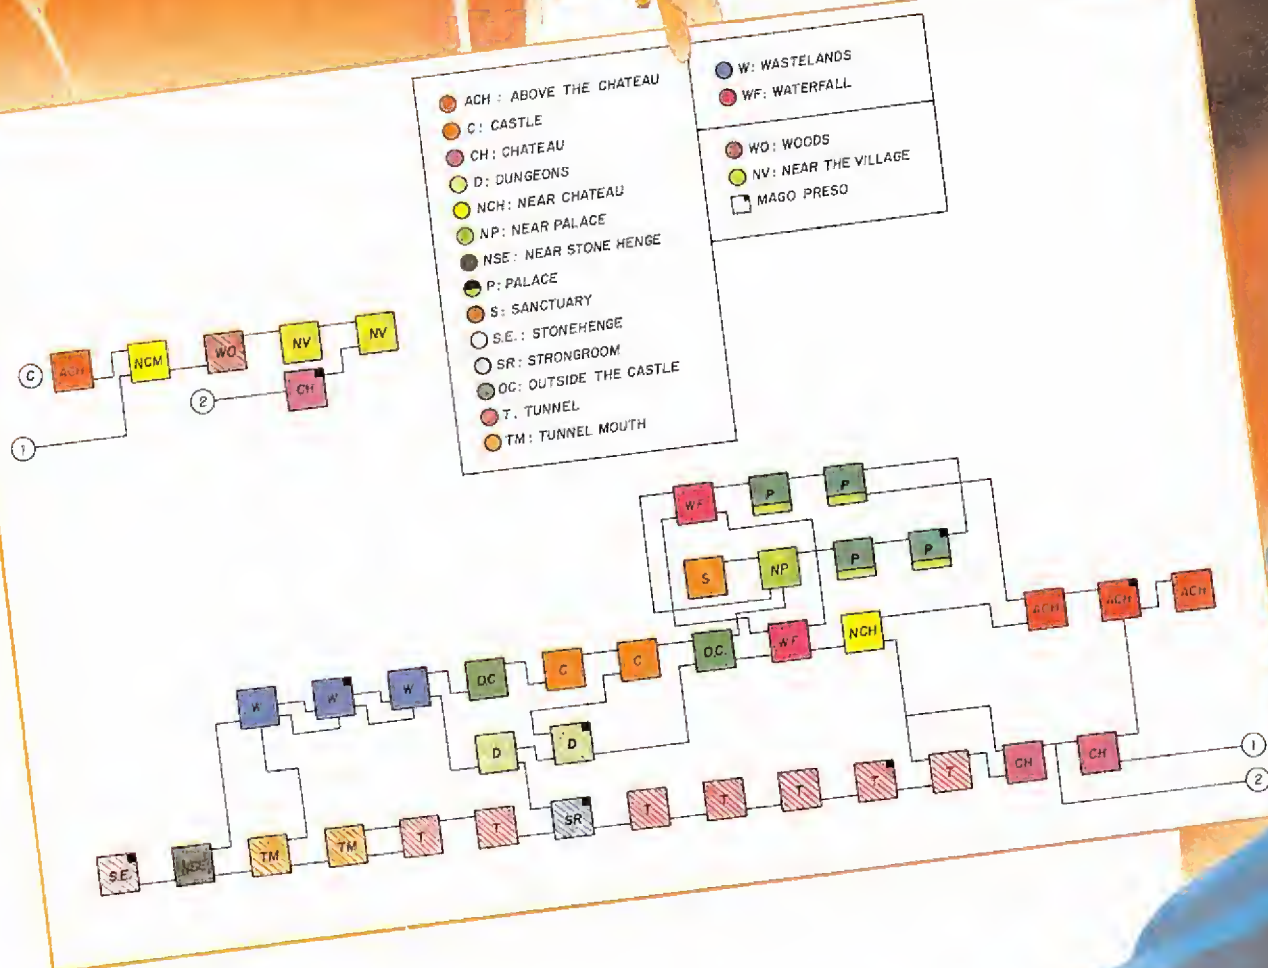 ACH : ABOVE THE CHATEAU
C : CASTLE
CH : CHATEAU
D : DUNGEONS
NCH : NEAR CHATEAU
NP : NEAR PALACE
NSE : NEAR STONE HENGE
P : PALACE
S : SANCTUARY
S.E. : STONEHENGE
SR : STRONGROOM
OC : OUTSIDE THE CASTLE
T. TUNNEL
TM : TUNNEL MOUTH
W : WASTELANDS
WF : WATERFALL
WO : WOODS
NV : NEAR THE VILLAGE
MAGO PRESO
C ACH NCM WO NV NV
2 CH
1
WF P P
S NP P P
ACH ACH ACH
W W W O.C C C O.C. W.F. NCH
D D
CH CH 1
2
S.E. NSE TM TM T T SR T T T T T